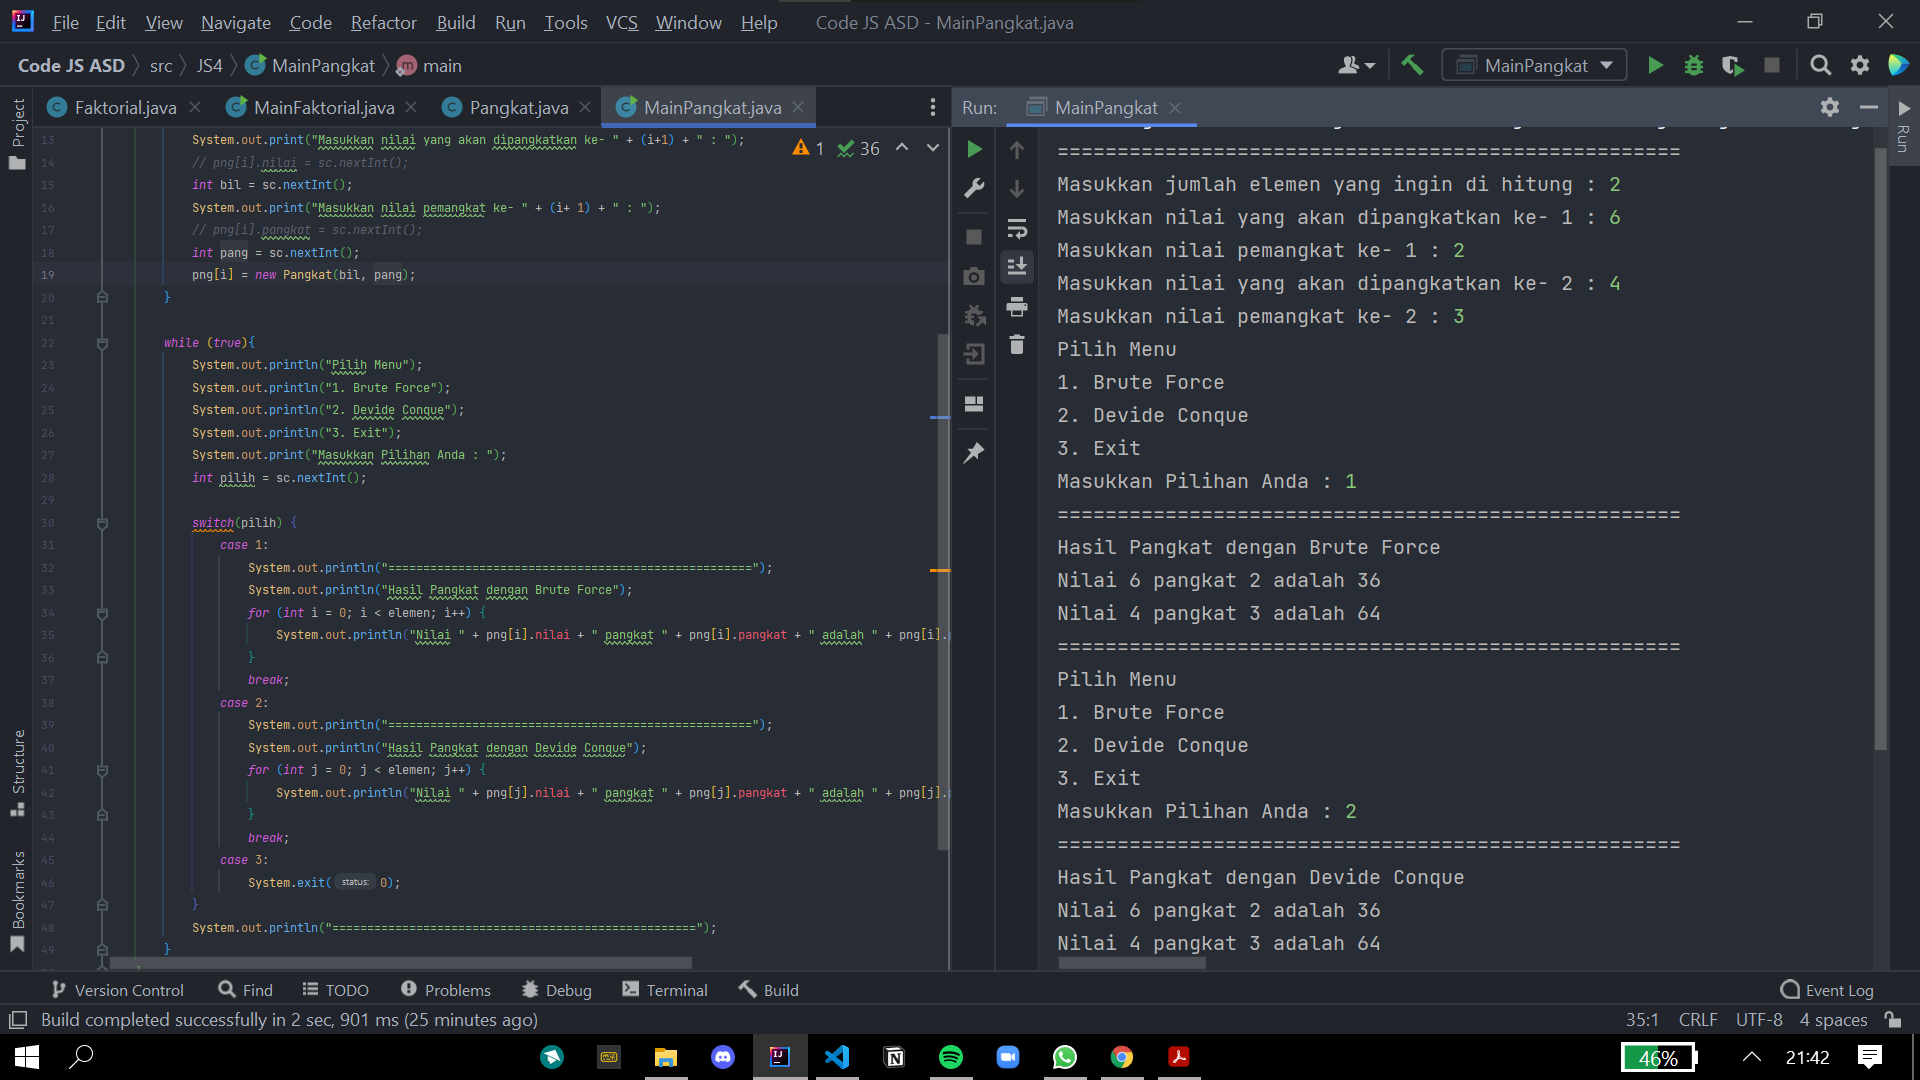 File Edit View Navigate Code Refactor Build Run Tools VCS Window Help Code JS ASD - MainPangkat.java
Code JS ASD src JS4 MainPangkat main MainPangkat
Faktorial.java MainFaktorial.java Pangkat.java MainPangkat.java
Project
Structure
Bookmarks
1 36
13 System.out.print("Masukkan nilai yang akan dipangkatkan ke- " + (i+1) + " : ");
14 // png[i].nilai = sc.nextInt();
15 int bil = sc.nextInt();
16 System.out.print("Masukkan nilai pemangkat ke- " + (i+ 1) + " : ");
17 // png[i].pangkat = sc.nextInt();
18 int pang = sc.nextInt();
19 png[i] = new Pangkat(bil, pang);
20 }
21
22 while (true){
23 System.out.println("Pilih Menu");
24 System.out.println("1. Brute Force");
25 System.out.println("2. Devide Conque");
26 System.out.println("3. Exit");
27 System.out.print("Masukkan Pilihan Anda : ");
28 int pilih = sc.nextInt();
29
30 switch(pilih) {
31 case 1:
32 System.out.println("====================================================");
33 System.out.println("Hasil Pangkat dengan Brute Force");
34 for (int i = 0; i < elemen; i++) {
35 System.out.println("Nilai " + png[i].nilai + " pangkat " + png[i].pangkat + " adalah " + png[i].
36 }
37 break;
38 case 2:
39 System.out.println("====================================================");
40 System.out.println("Hasil Pangkat dengan Devide Conque");
41 for (int j = 0; j < elemen; j++) {
42 System.out.println("Nilai " + png[j].nilai + " pangkat " + png[j].pangkat + " adalah " + png[j].
43 }
44 break;
45 case 3:
46 System.exit( status: 0);
47 }
48 System.out.println("====================================================");
49 }
Run: MainPangkat
Run
====================================================
Masukkan jumlah elemen yang ingin di hitung : 2
Masukkan nilai yang akan dipangkatkan ke- 1 : 6
Masukkan nilai pemangkat ke- 1 : 2
Masukkan nilai yang akan dipangkatkan ke- 2 : 4
Masukkan nilai pemangkat ke- 2 : 3
Pilih Menu
1. Brute Force
2. Devide Conque
3. Exit
Masukkan Pilihan Anda : 1
====================================================
Hasil Pangkat dengan Brute Force
Nilai 6 pangkat 2 adalah 36
Nilai 4 pangkat 3 adalah 64
====================================================
Pilih Menu
1. Brute Force
2. Devide Conque
3. Exit
Masukkan Pilihan Anda : 2
====================================================
Hasil Pangkat dengan Devide Conque
Nilai 6 pangkat 2 adalah 36
Nilai 4 pangkat 3 adalah 64
Version Control Find TODO Problems Debug Terminal Build Event Log
Build completed successfully in 2 sec, 901 ms (25 minutes ago) 35:1 CRLF UTF-8 4 spaces
46% 21:42